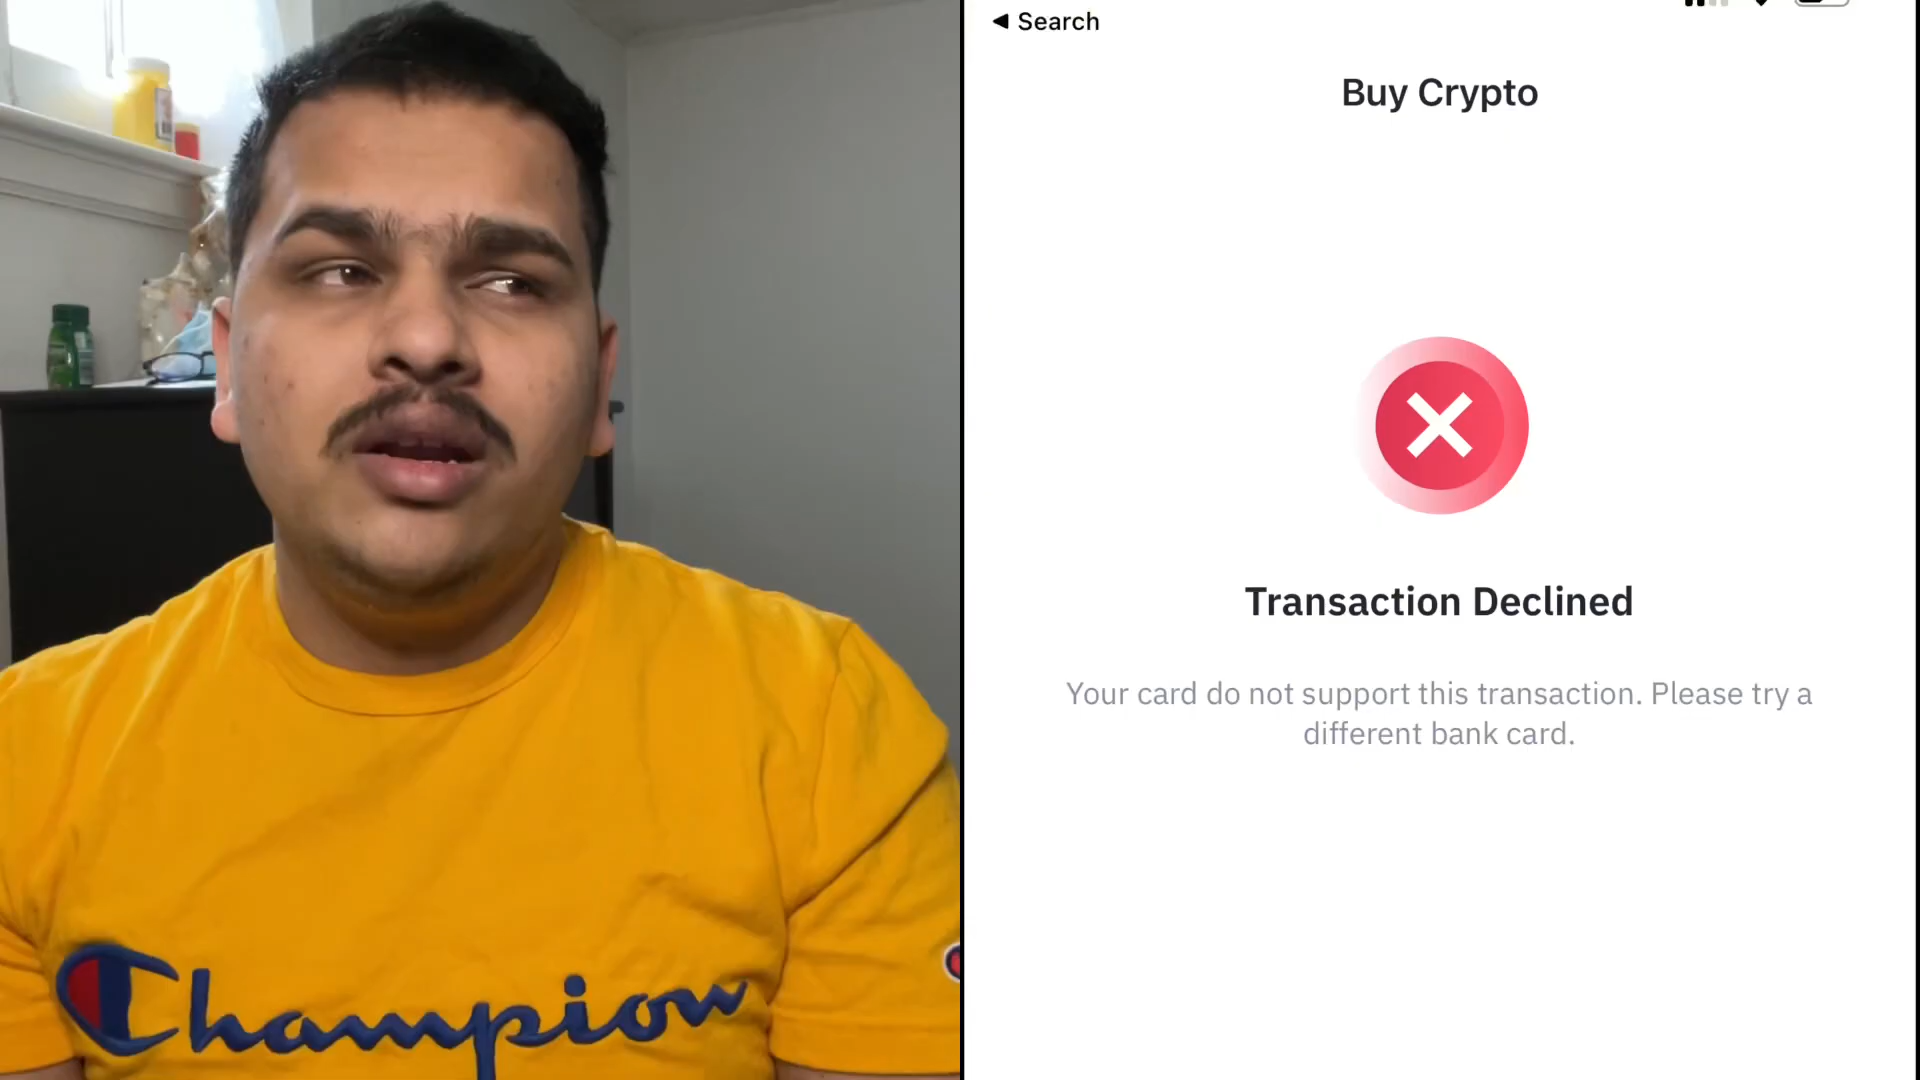 Champion
◀ Search
Buy Crypto
Transaction Declined
Your card do not support this transaction. Please try a
different bank card.